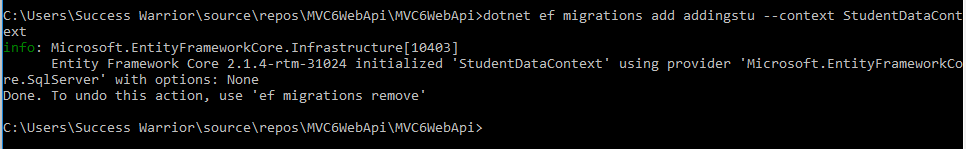 C:\Users\Success Warrior\source\repos\MVC6WebApi\MVC6WebApi>dotnet ef migrations add addingstu --context StudentDataCont
ext
info: Microsoft.EntityFrameworkCore.Infrastructure[10403]
      Entity Framework Core 2.1.4-rtm-31024 initialized 'StudentDataContext' using provider 'Microsoft.EntityFrameworkCo
re.SqlServer' with options: None
Done. To undo this action, use 'ef migrations remove'

C:\Users\Success Warrior\source\repos\MVC6WebApi\MVC6WebApi>